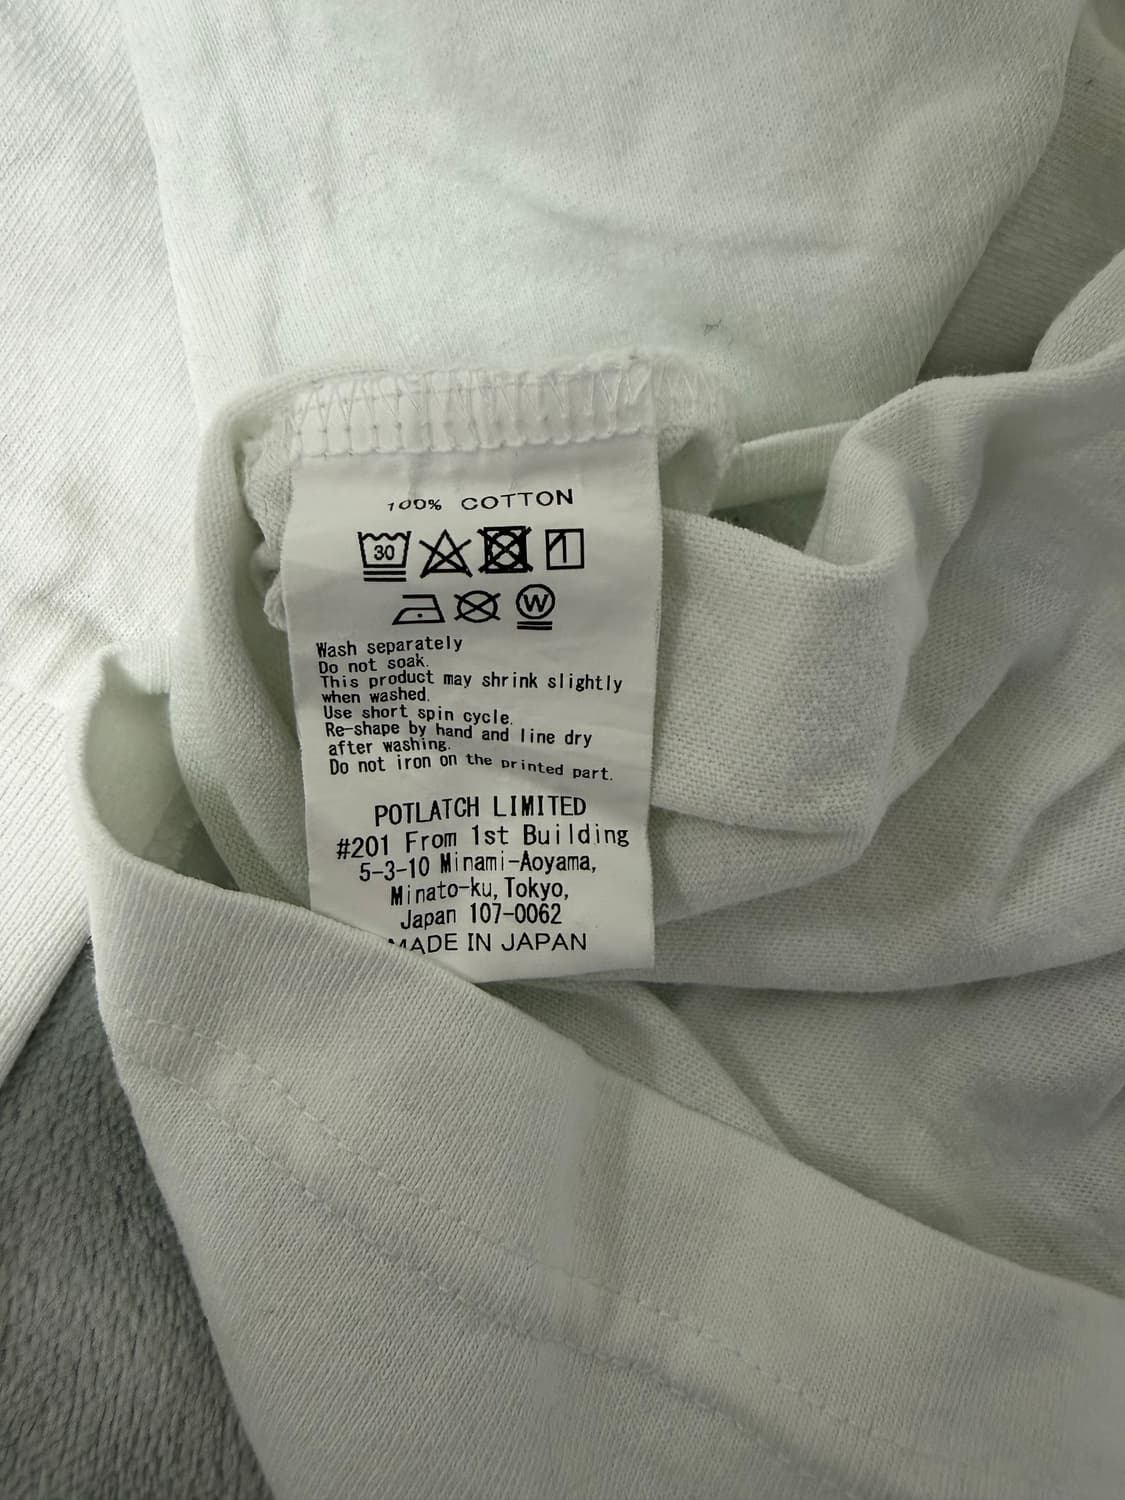 100% COTTON
30
W
Wash separately
Do not soak.
This product may shrink slightly
when washed.
Use short spin cycle.
Re-shape by hand and line dry
after washing.
Do not iron on the printed part.
POTLATCH LIMITED
#201 From 1st Building
5-3-10 Minami-Aoyama,
Minato-ku, Tokyo,
Japan 107-0062
MADE IN JAPAN